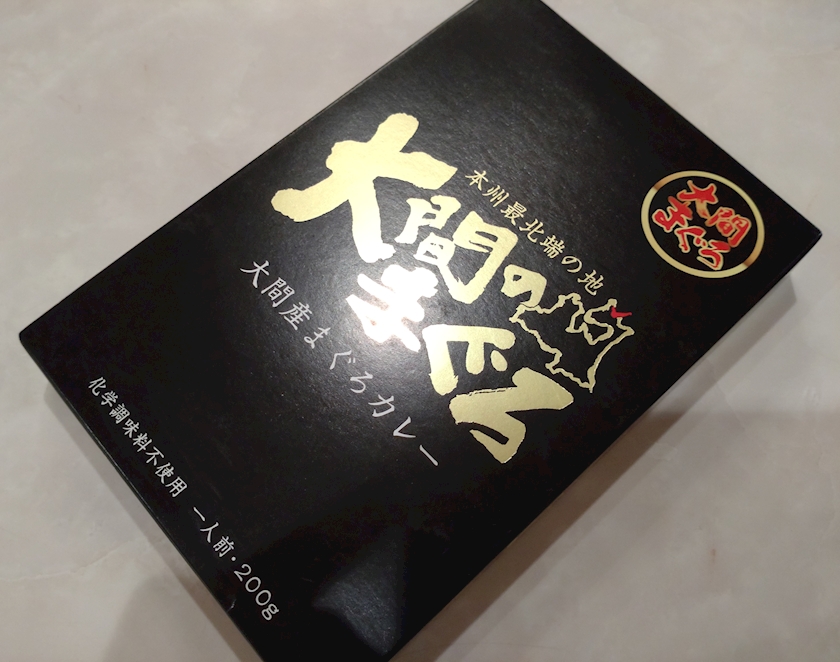 本州最北端の地
大間の
まぐろ
大間産まぐろカレー
化学調味料不使用 一人前・200g
大間
まぐろ